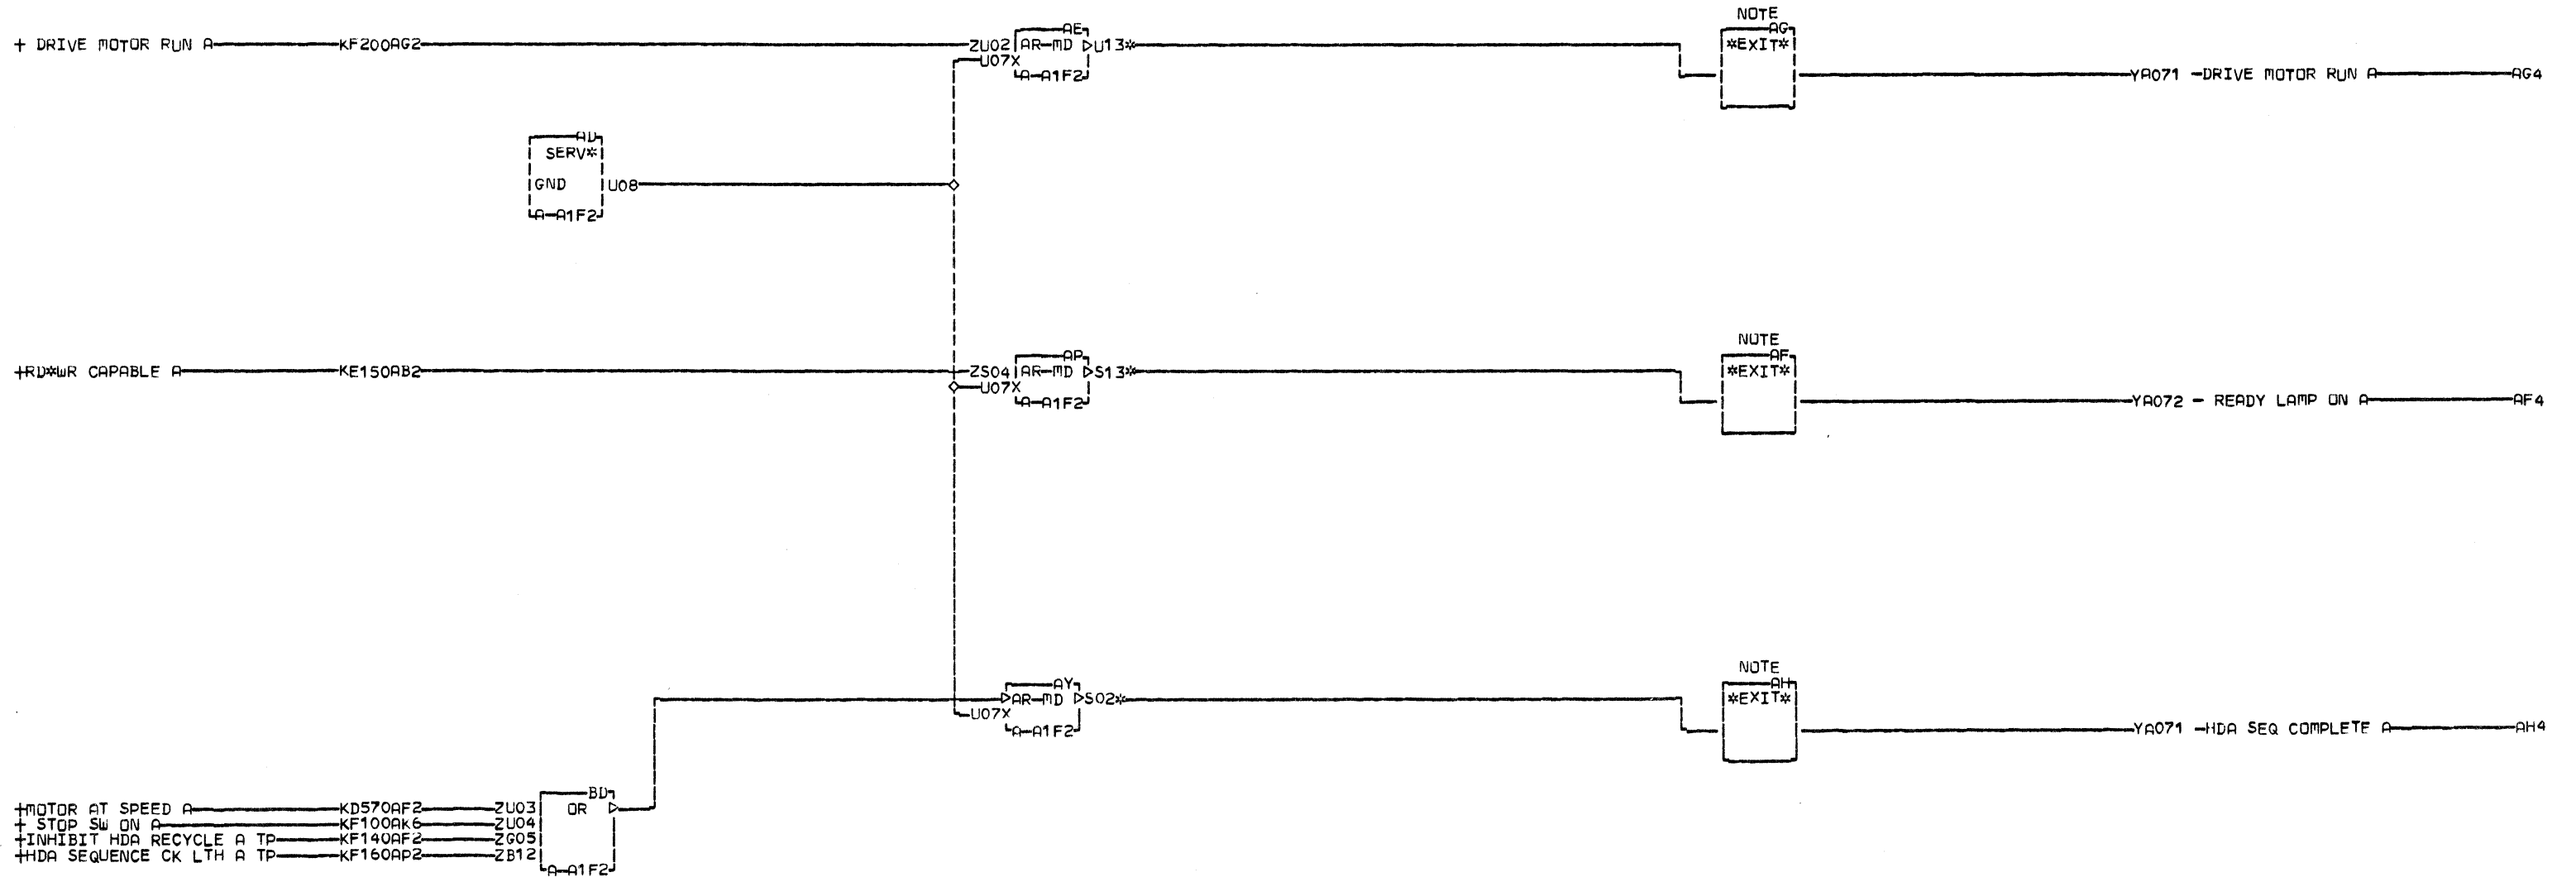 NOTE
AE AG
+ DRIVE MOTOR RUN A KF200AG2 ZU02 AR-MD U13* *EXIT*
U07X
A-A1F2 YA071 -DRIVE MOTOR RUN A AG4
AD
SERV*
GND U08
A-A1F2
NOTE
AP AF
+RD*WR CAPABLE A KE150AB2 ZS04 AR-MD S13* *EXIT*
U07X
A-A1F2 YA072 - READY LAMP ON A AF4
NOTE
AY AH
AR-MD S02* *EXIT*
U07X
A-A1F2 YA071 -HDA SEQ COMPLETE A AH4
BD
+MOTOR AT SPEED A KD570AF2 ZU03 OR
+ STOP SW ON A KF100AK6 ZU04
+INHIBIT HDA RECYCLE A TP KF140AF2 ZG05
+HDA SEQUENCE CK LTH A TP KF160AP2 ZB12
A-A1F2